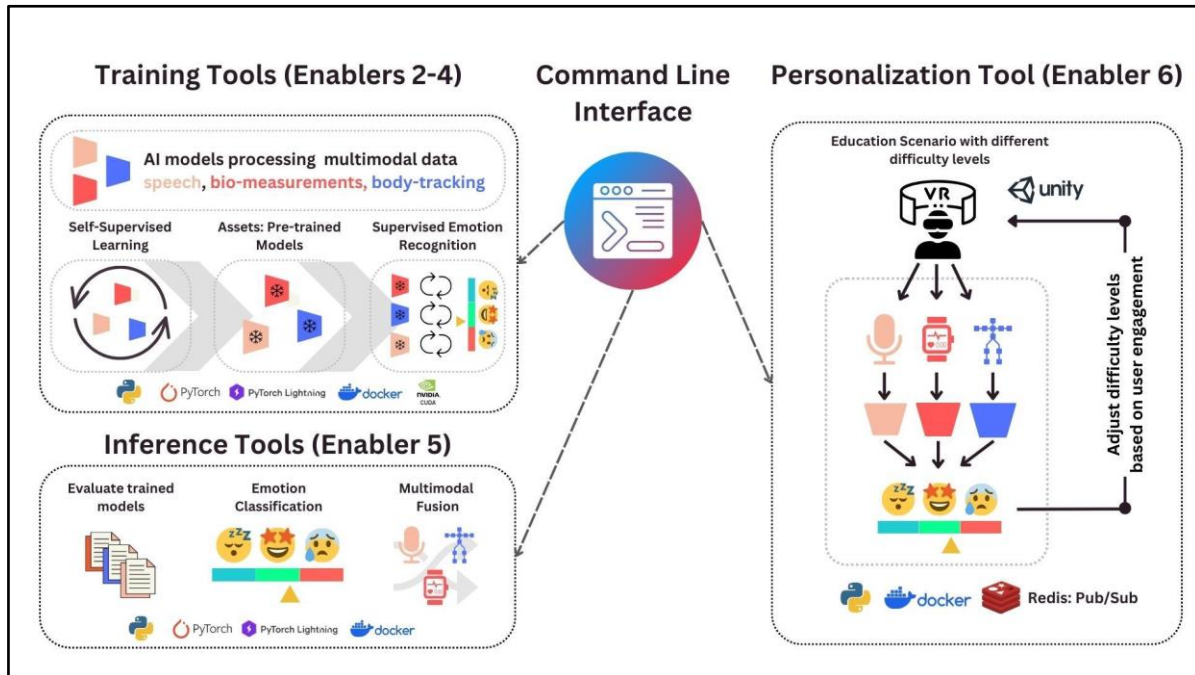 Training Tools (Enablers 2-4)
AI models processing multimodal data
speech, bio-measurements, body-tracking
Self-Supervised
Learning
Assets: Pre-trained
Models
Supervised Emotion
Recognition
PyTorch
PyTorch Lightning
docker
NVIDIA
CUDA
Inference Tools (Enabler 5)
Evaluate trained
models
Emotion
Classification
Multimodal
Fusion
PyTorch
PyTorch Lightning
docker
Command Line
Interface
Personalization Tool (Enabler 6)
Education Scenario with different
difficulty levels
VR
unity
Adjust difficulty levels
based on user engagement
zzz
docker
Redis: Pub/Sub